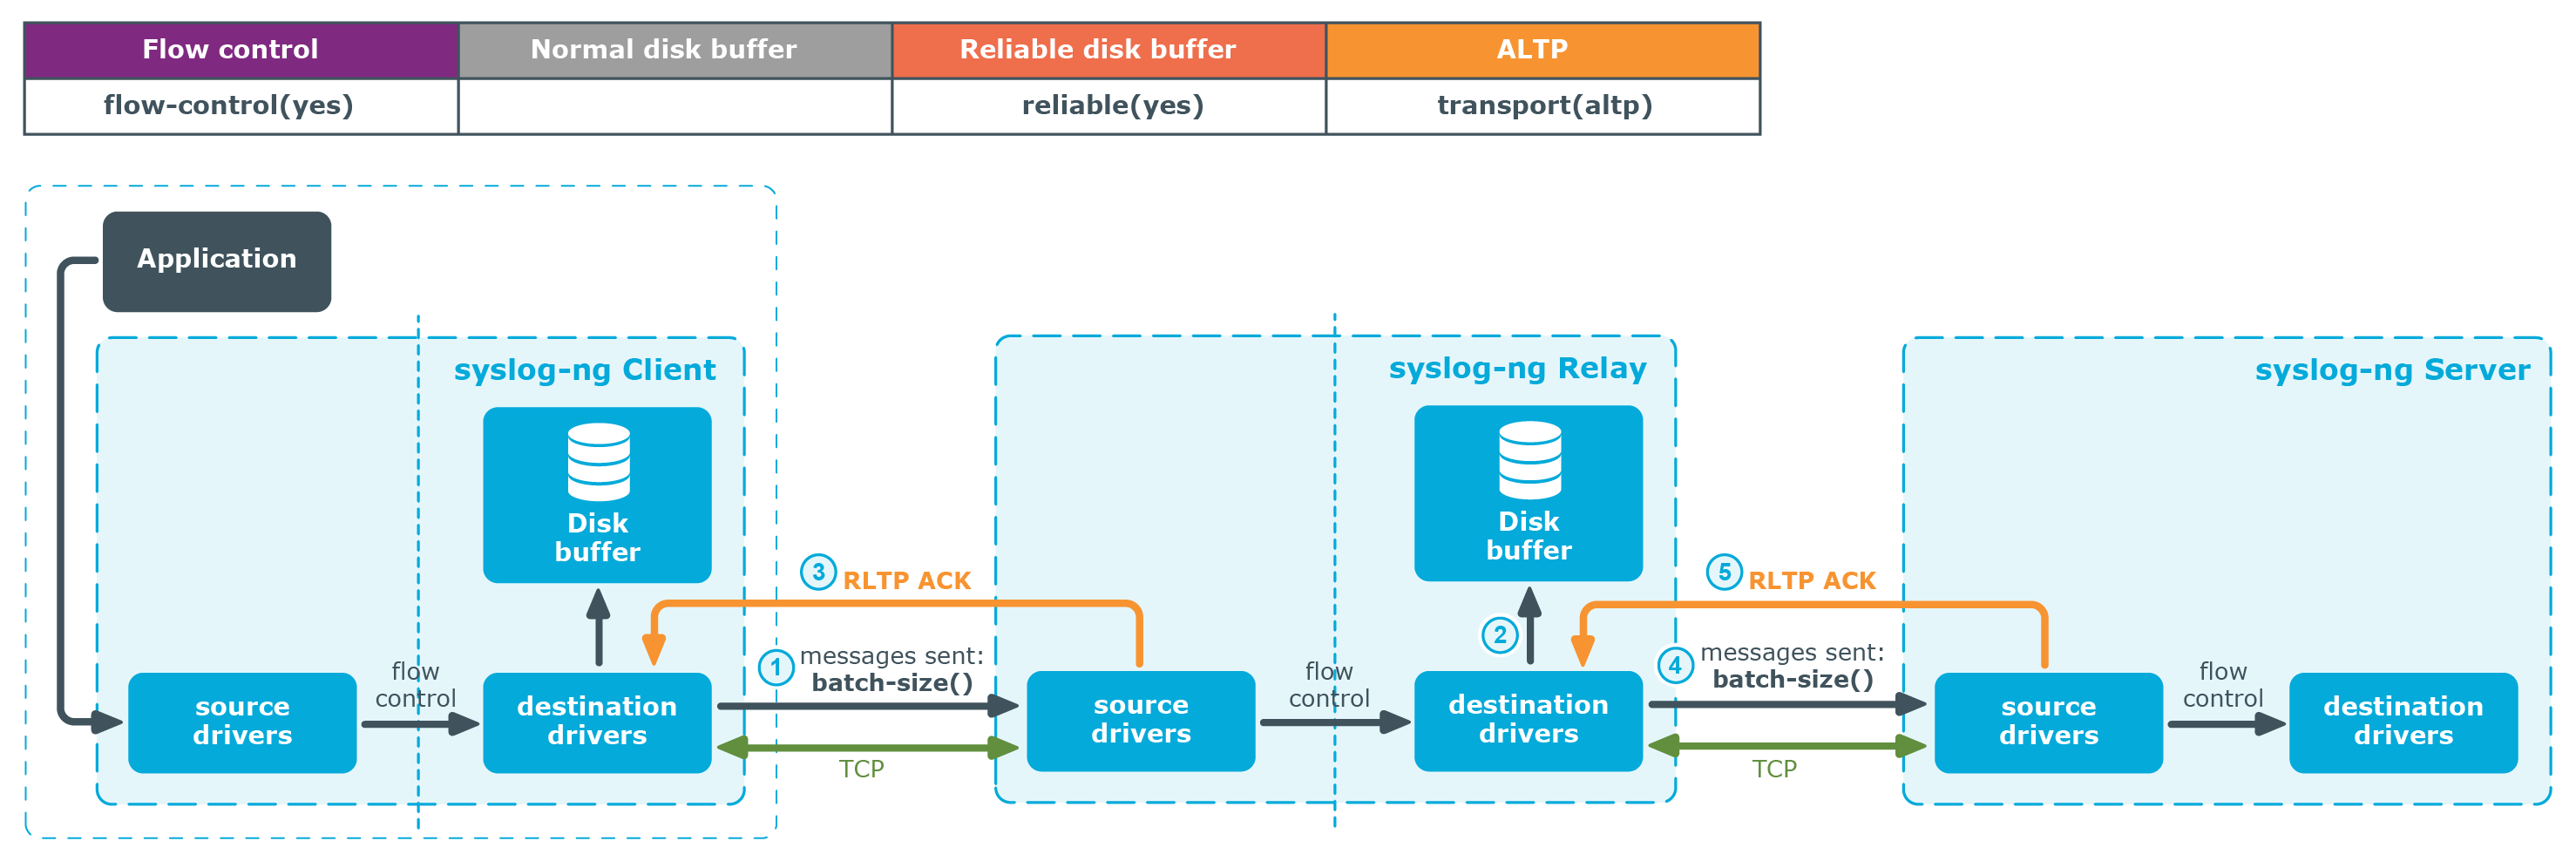 Flow control
Normal disk buffer
Reliable disk buffer
ALTP
flow-control(yes)
reliable(yes)
transport(altp)
Application
syslog-ng Client
syslog-ng Relay
syslog-ng Server
Disk
buffer
Disk
buffer
3 RLTP ACK
5 RLTP ACK
2
1 messages sent:
batch-size()
4 messages sent:
batch-size()
flow
control
flow
control
flow
control
source
drivers
destination
drivers
source
drivers
destination
drivers
source
drivers
destination
drivers
TCP
TCP